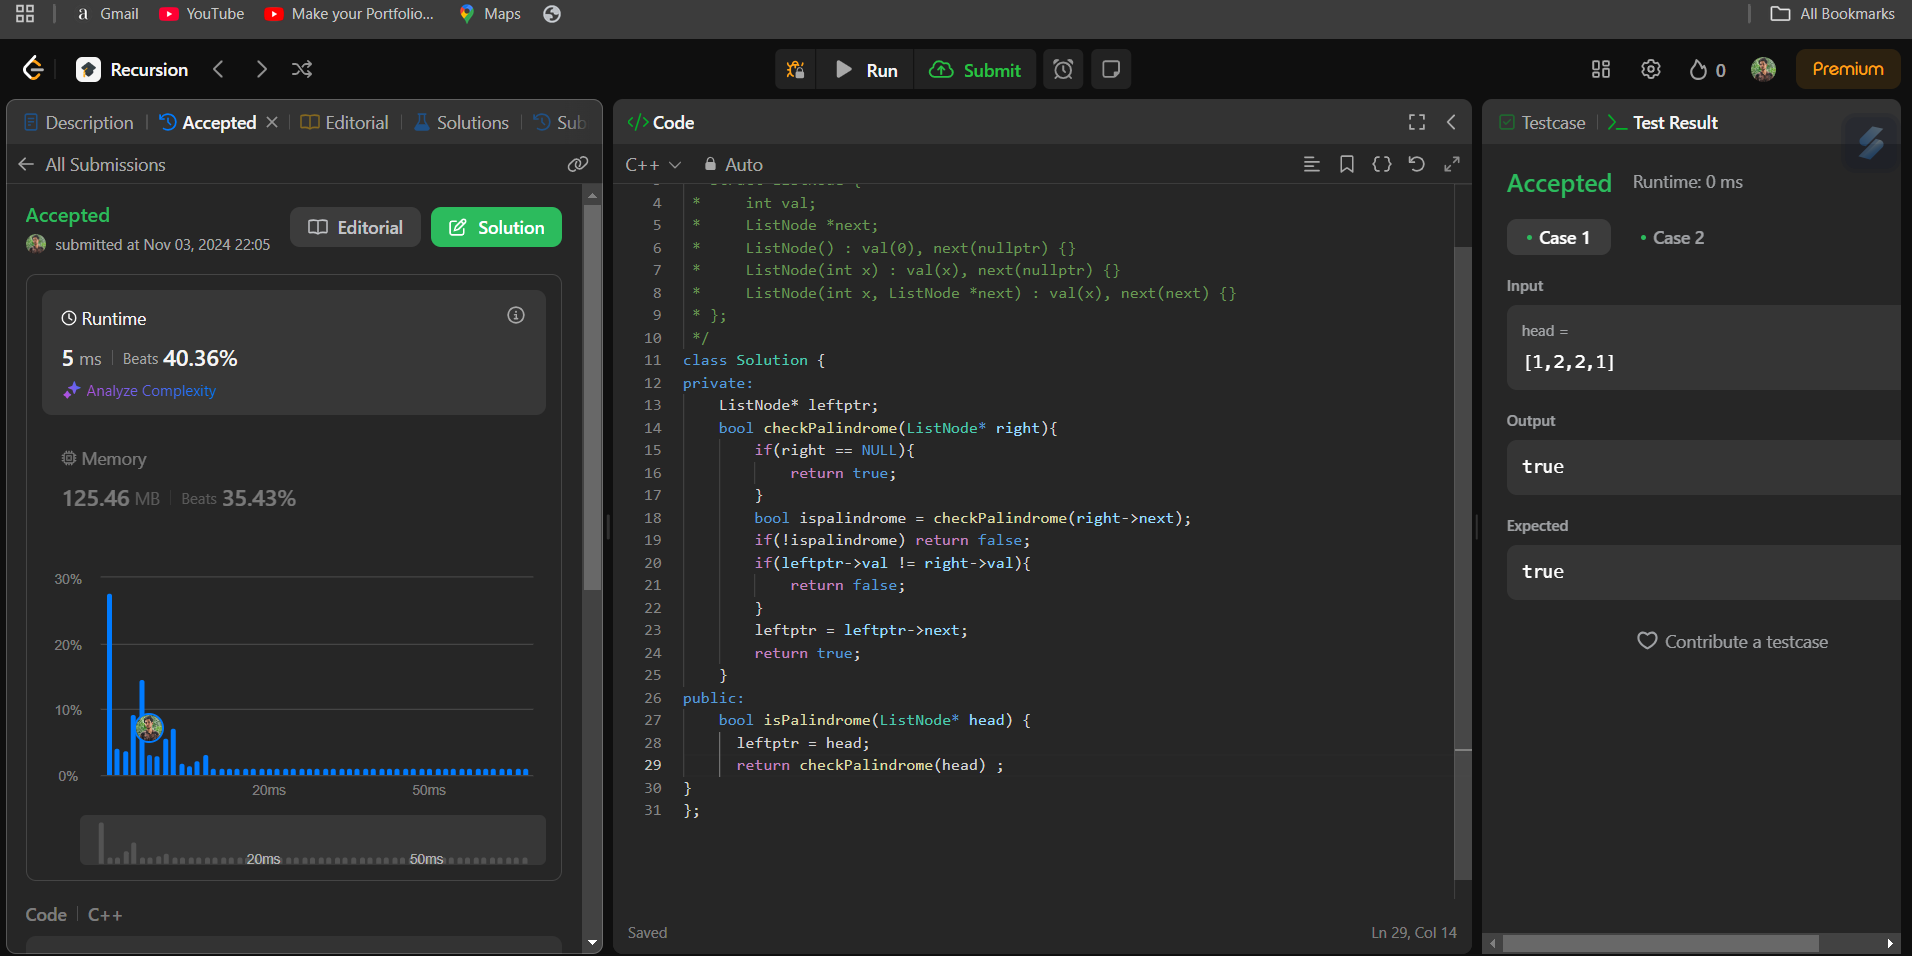 Gmail
YouTube
Make your Portfolio...
Maps
All Bookmarks
Recursion
Run
Submit
0
Premium
Description
Accepted
Editorial
Solutions
Sub
All Submissions
Accepted
submitted at Nov 03, 2024 22:05
Editorial
Solution
Runtime
5 ms | Beats 40.36%
Analyze Complexity
Memory
125.46 MB | Beats 35.43%
30%
20%
10%
0%
20ms 50ms
20ms 50ms
Code | C++
</> Code
C++ Auto
4 * int val;
5 * ListNode *next;
6 * ListNode() : val(0), next(nullptr) {}
7 * ListNode(int x) : val(x), next(nullptr) {}
8 * ListNode(int x, ListNode *next) : val(x), next(next) {}
9 * };
10 */
11 class Solution {
12 private:
13 ListNode* leftptr;
14 bool checkPalindrome(ListNode* right){
15 if(right == NULL){
16 return true;
17 }
18 bool ispalindrome = checkPalindrome(right->next);
19 if(!ispalindrome) return false;
20 if(leftptr->val != right->val){
21 return false;
22 }
23 leftptr = leftptr->next;
24 return true;
25 }
26 public:
27 bool isPalindrome(ListNode* head) {
28 leftptr = head;
29 return checkPalindrome(head) ;
30 }
31 };
Saved
Ln 29, Col 14
Testcase
Test Result
Accepted
Runtime: 0 ms
Case 1
Case 2
Input
head =
[1,2,2,1]
Output
true
Expected
true
Contribute a testcase